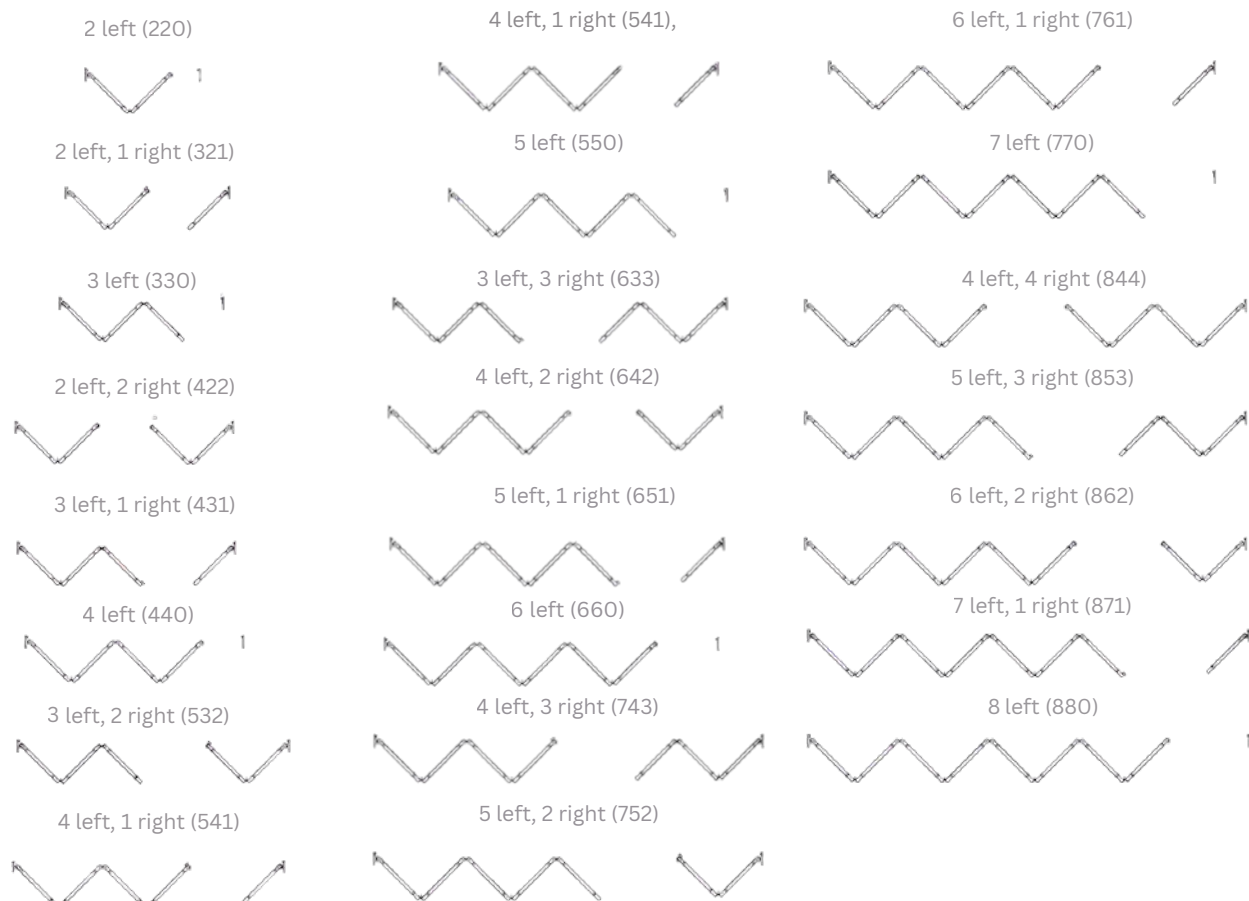 2 left (220)
2 left, 1 right (321)
3 left (330)
2 left, 2 right (422)
3 left, 1 right (431)
4 left (440)
3 left, 2 right (532)
4 left, 1 right (541)
4 left, 1 right (541),
5 left (550)
3 left, 3 right (633)
4 left, 2 right (642)
5 left, 1 right (651)
6 left (660)
4 left, 3 right (743)
5 left, 2 right (752)
6 left, 1 right (761)
7 left (770)
4 left, 4 right (844)
5 left, 3 right (853)
6 left, 2 right (862)
7 left, 1 right (871)
8 left (880)